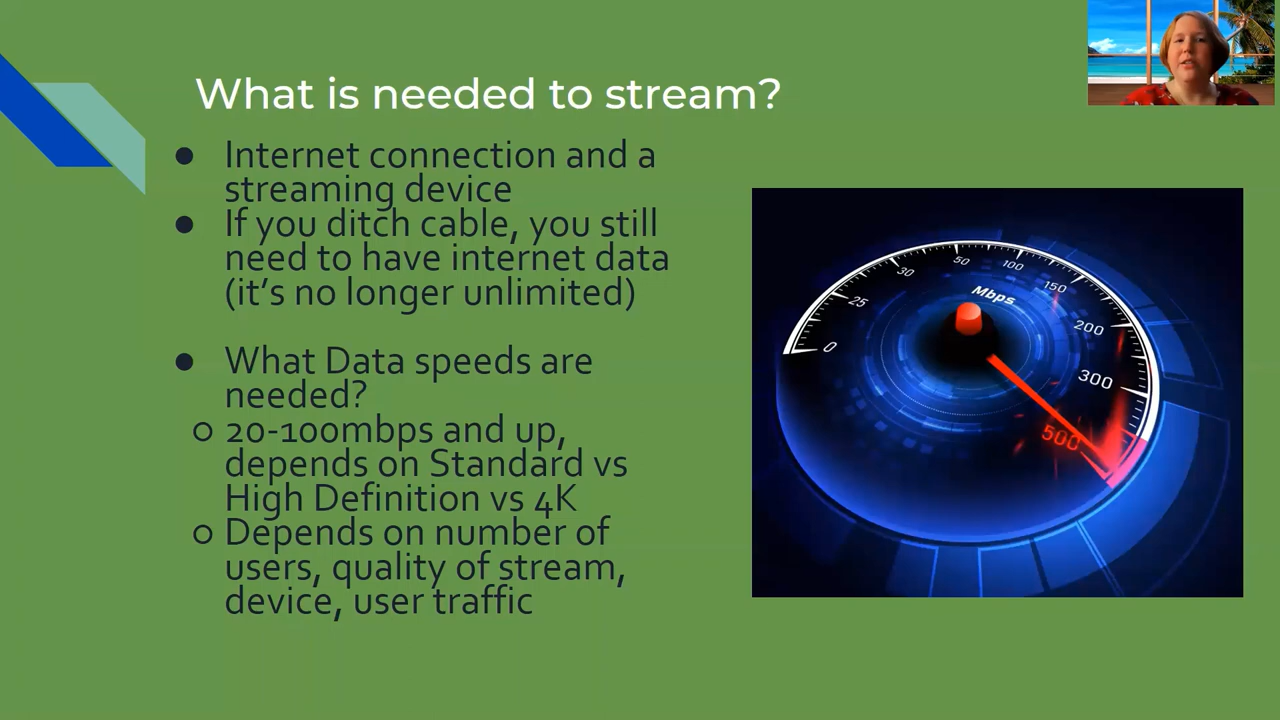 What is needed to stream?
● Internet connection and a
streaming device
● If you ditch cable, you still
need to have internet data
(it's no longer unlimited)
● What Data speeds are
needed?
○ 20-100mbps and up,
depends on Standard vs
High Definition vs 4K
○ Depends on number of
users, quality of stream,
device, user traffic
0
25
30
50
100
150
200
300
500
Mbps